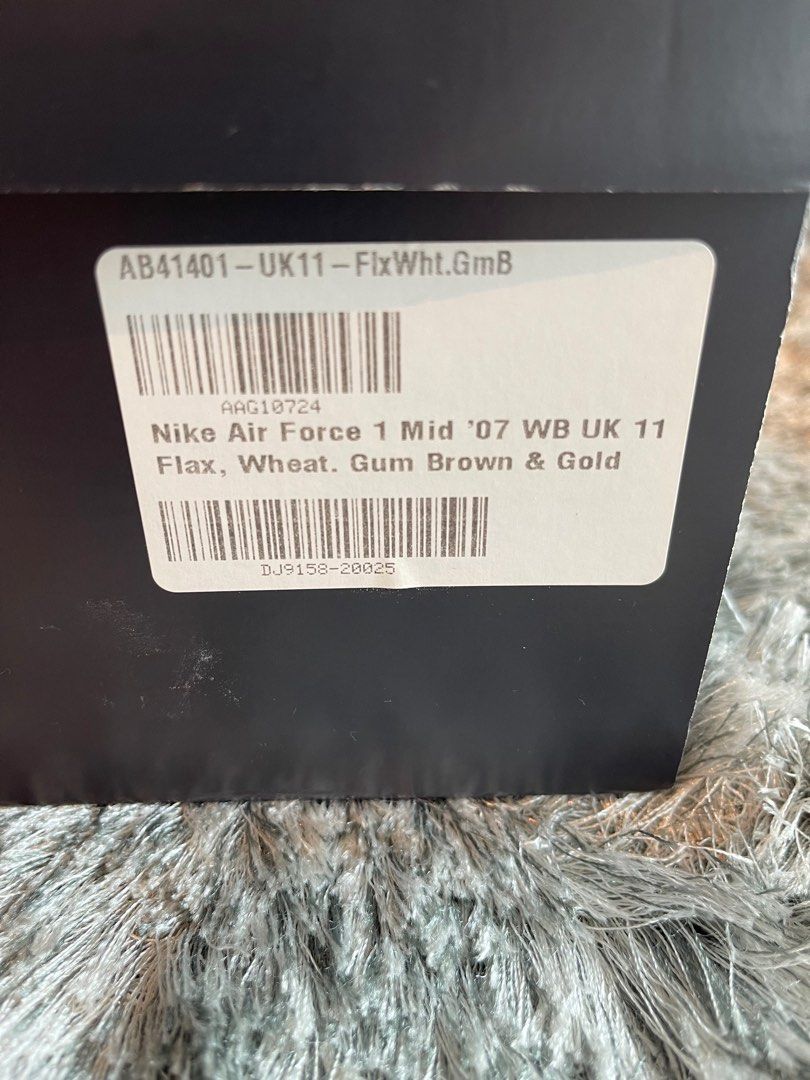 AB41401-UK11-FlxWht.GmB
AAG10724
Nike Air Force 1 Mid '07 WB UK 11
Flax, Wheat. Gum Brown & Gold
DJ9158-20025